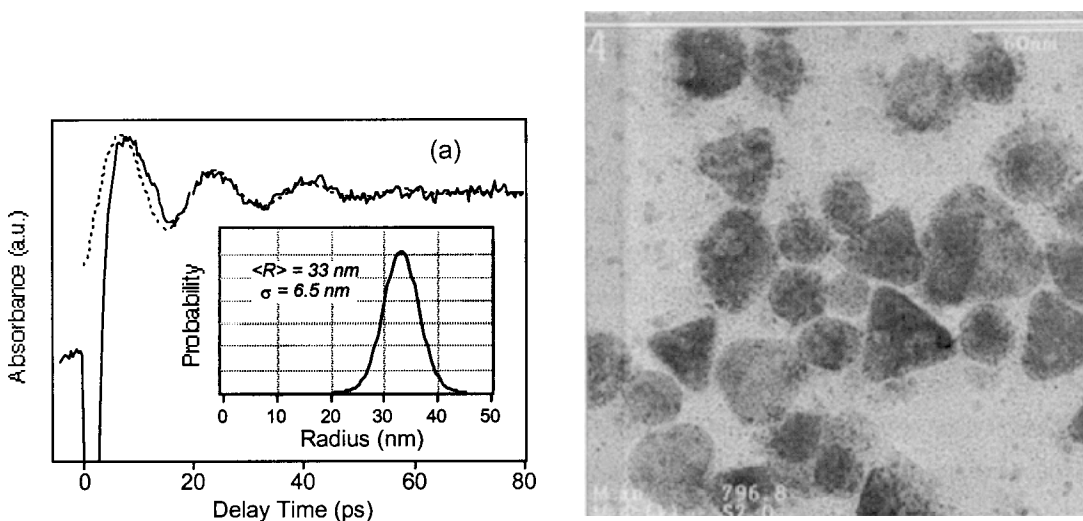 (a)
Absorbance (a.u.)
Probability
<R> = 33 nm
σ = 6.5 nm
0 10 20 30 40 50
Radius (nm)
0 20 40 60 80
Delay Time (ps)
4
60nm
796.8